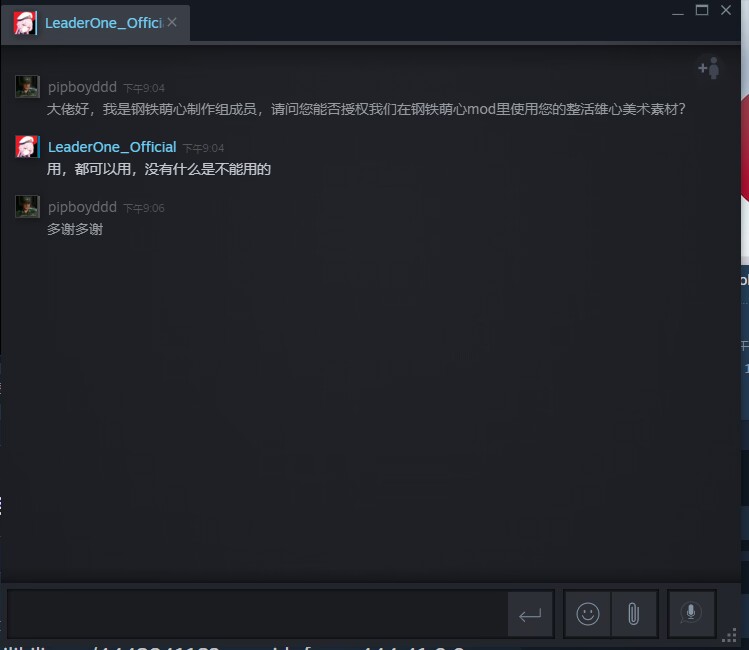 LeaderOne_Offici
pipboyddd 下午9:04
大佬好，我是钢铁萌心制作组成员，请问您能否授权我们在钢铁萌心mod里使用您的整活雄心美术素材？
LeaderOne_Official 下午9:04
用，都可以用，没有什么是不能用的
pipboyddd 下午9:06
多谢多谢